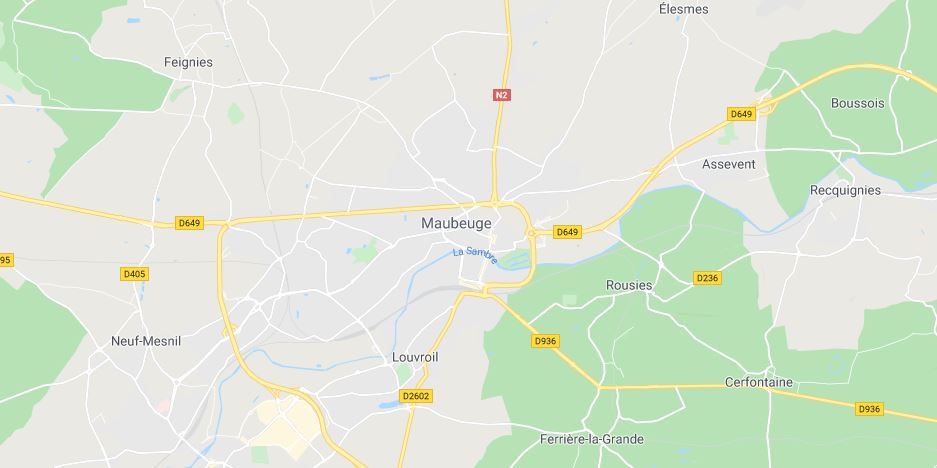 Élesmes
Feignies
N2
Boussois
D649
Assevent
Recquignies
D649
Maubeuge
D649
La Sambre
95
D405
D236
Rousies
Neuf-Mesnil
D936
Louvroil
Cerfontaine
D2602
D936
Ferrière-la-Grande